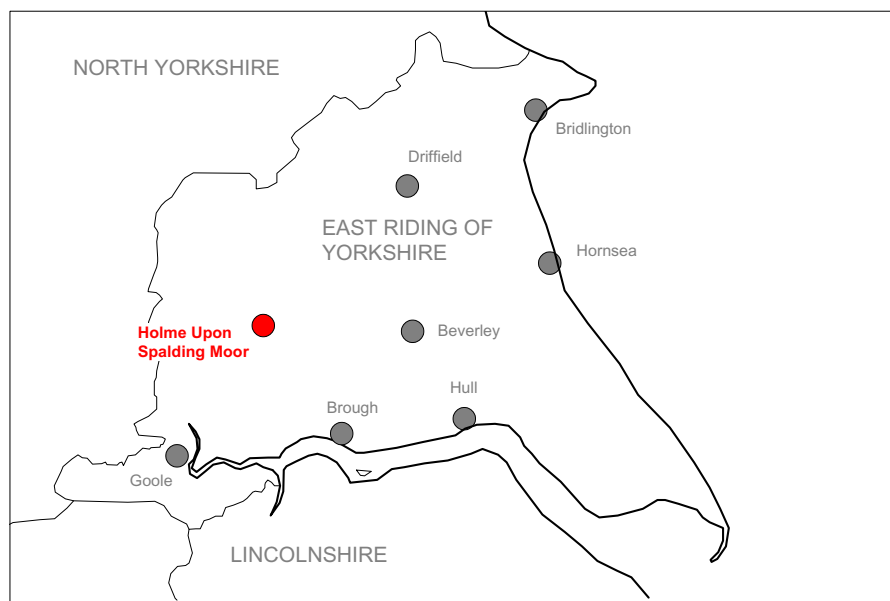 NORTH YORKSHIRE
Bridlington
Driffield
EAST RIDING OF
YORKSHIRE
Hornsea
Holme Upon
Spalding Moor
Beverley
Hull
Brough
Goole
LINCOLNSHIRE